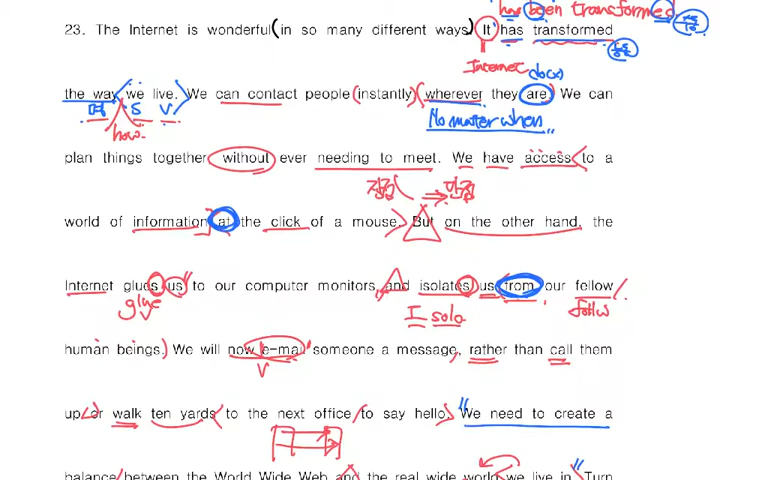 has been transformed
23. The Internet is wonderful(in so many different ways) It has transformed
Internet
the way we live. We can contact people (instantly) (wherever they are. We can
S V
how
No matter when
plan things together without ever needing to meet. We have access to a
world of information at the click of a mouse. But on the other hand, the
Internet glues us to our computer monitors, and isolates us from our fellow
glue
V
I solo
follow
human beings.) We will now e-mail someone a message, rather than call them
V
up or walk ten yards to the next office to say hello. "We need to create a
balance between the World Wide Web and the real wide world we live in" Turn